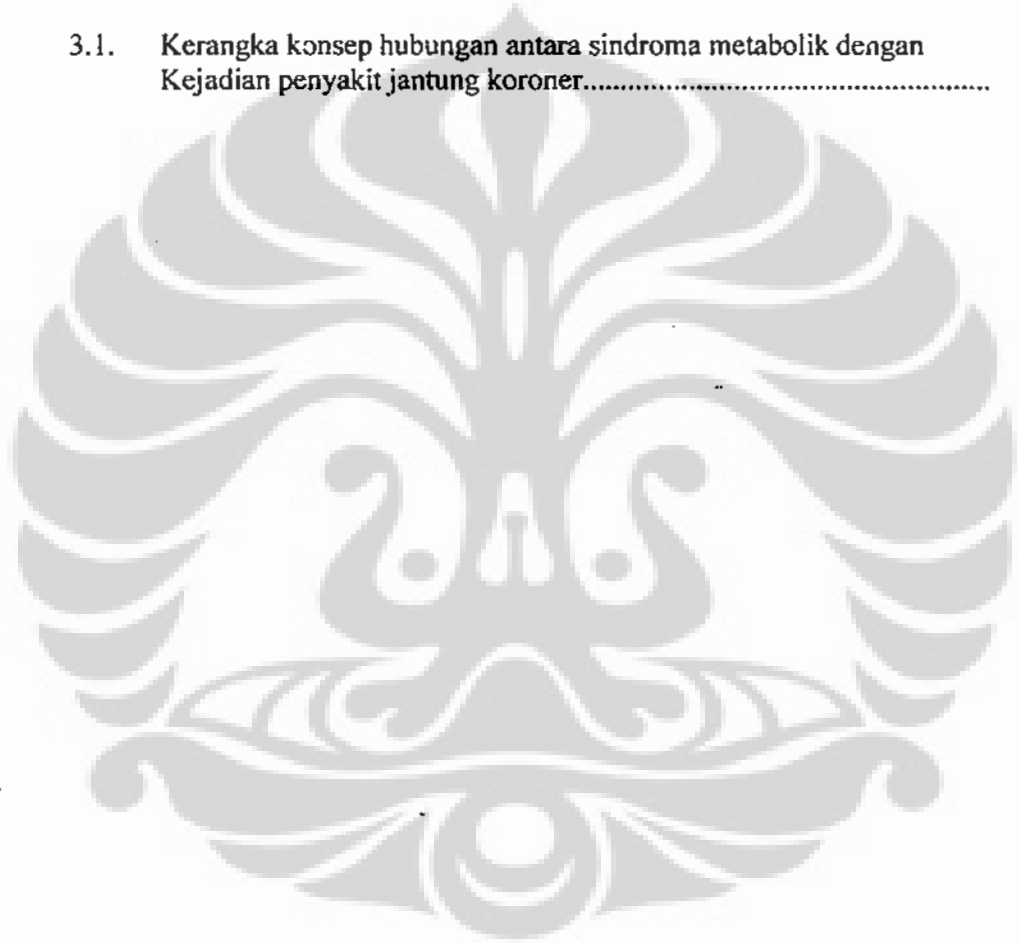 3.1. Kerangka konsep hubungan antara sindroma metabolik dengan
Kejadian penyakit jantung koroner......................................................